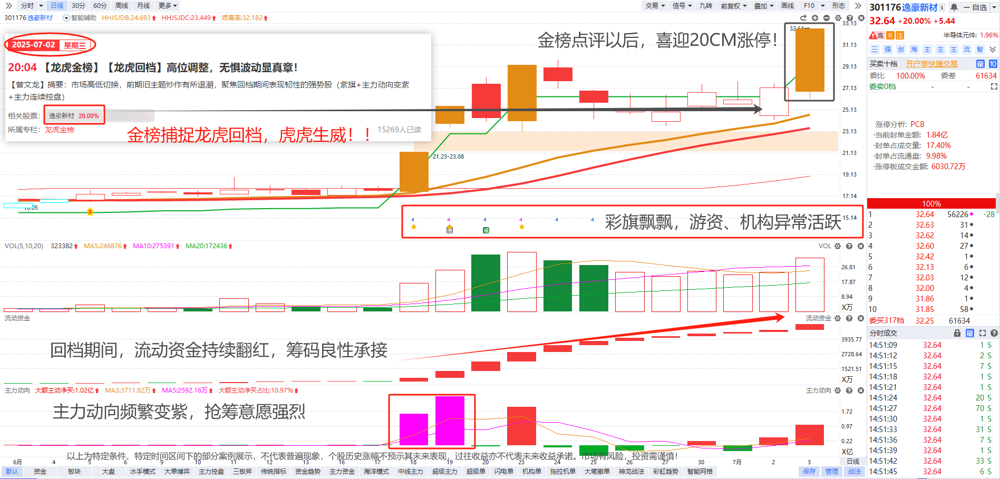 分时 日线 30分 60分 周线 月线 更多
交易 信号 九转 前复权 叠加 画线 F10 形态
301176 逸豪新材 智能辅助 HHJSJDB:24.693 HHJSJDC:23.449 乖离率:32.182
2025-07-02 星期三
20:04 【龙虎金榜】【龙虎回档】高位调整，无惧波动显真章！
【曾文龙】摘要：市场高低切换，前期旧主题炒作有所退潮，聚焦回档期间表现韧性的强势股（紫旗+主力动向变紫
+主力连续控盘）
相关股票： 逸豪新材 20.00%
所属专栏：龙虎金榜
15269人已读
金榜捕捉龙虎回档，虎虎生威！！
金榜点评以后，喜迎20CM涨停！
32.64
21.23-23.08
B
提 减
彩旗飘飘，游资、机构异常活跃
33.13
31.13
29.13
27.13
25.13
23.13
21.13
19.13
17.14
15.14
VOL(5,10,20) 323382 MA5:246876 MA10:275391 MA20:172436
VOL
26.81
17.87
8.94
X万
流动资金
流动资金
3935.77
2728.64
1521.51
X万
回档期间，流动资金持续翻红，筹码良性承接
主力动向 大额主动净买:1.02亿 MA3:3711.92万 MA5:2592.16万 大额主动净买占比:10.97%
主力动向
1.72
0.97
0.22
X亿
主力动向频繁变紫，抢筹意愿强烈
以上为特定条件、特定时间区间下的部分案例展示，不代表普遍现象，个股历史涨幅不预示其未来表现，过往收益亦不代表未来收益承诺。市场有风险，投资需谨慎！
6月 4 5 6 9 10 11 12 13 16 17 18 19 20 23 24 25 26 27 30 7月 2 3 日线
默认 资金 板块 大盘 水手模式 大单博弈 主力控盘 三板斧 传统指标 资金趋势 主力资金 海洋模式 中线主力 超级主力 超级单 闪电单 机构单 拖拉机单 大笔撤单 神龙战法 彩虹趋势 智能网格 保存 管理 战法
301176 逸豪新材 自选
32.64 +20.00% +5.44
高 R 注 半导体元件: 1.96%
三 强 创 海 主 主 主 流 智
买卖十档 开户享快捷交易 量 10
委比 100.00% 委差 61634
委卖0档 - -
涨停分析: PCB
·当前封单金额: 1.84亿
·封单占成交量: 17.40%
·封单占流通盘: 9.98%
·涨停板成交金额: 6030.72万
100%
1 32.64 56226 -28
2 32.63 31
3 32.62 14
4 32.60 27
5 32.42 1
6 32.13 6
7 32.03 12
8 32.00 4
9 31.86 1
10 31.85 58
委买317档 32.25 61634
分时成交 量
14:51:09 32.64 1 S
14:51:12 32.64 2 S
14:51:15 32.64 7 S
14:51:18 32.64 1 S
14:51:21 32.64 1 S
14:51:24 32.64 20 S
14:51:27 32.64 70 S
14:51:30 32.64 1 S
14:51:33 32.64 31 S
14:51:36 32.64 7 S
14:51:39 32.64 1 S
14:51:42 32.64 33 S
14:51:45 32.64 6 S